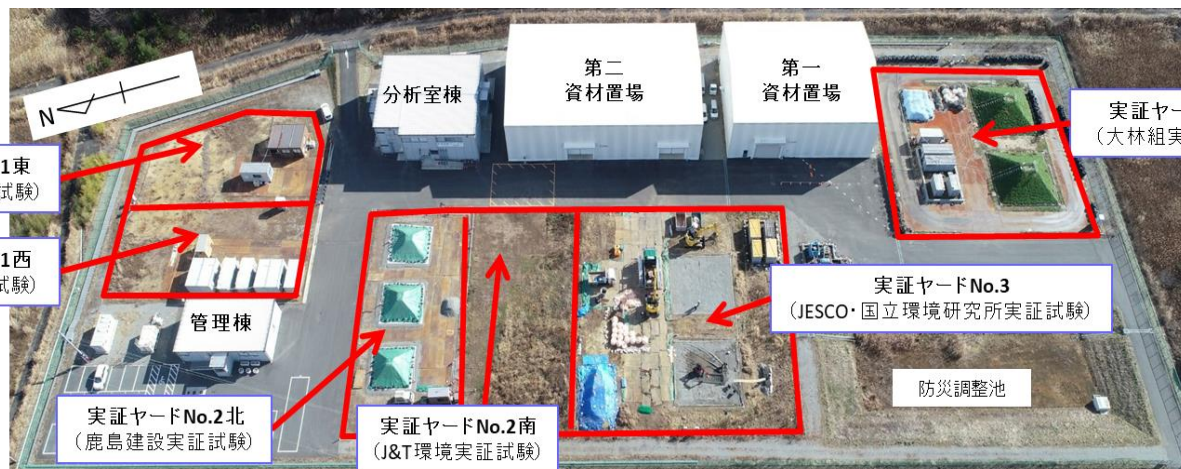 N
分析室棟
第二
資材置場
第一
資材置場
実証ヤー
(大林組実
1東
試験)
1西
試験)
管理棟
実証ヤードNo.3
(JESCO・国立環境研究所実証試験)
防災調整池
実証ヤードNo.2北
(鹿島建設実証試験)
実証ヤードNo.2南
(J&T環境実証試験)